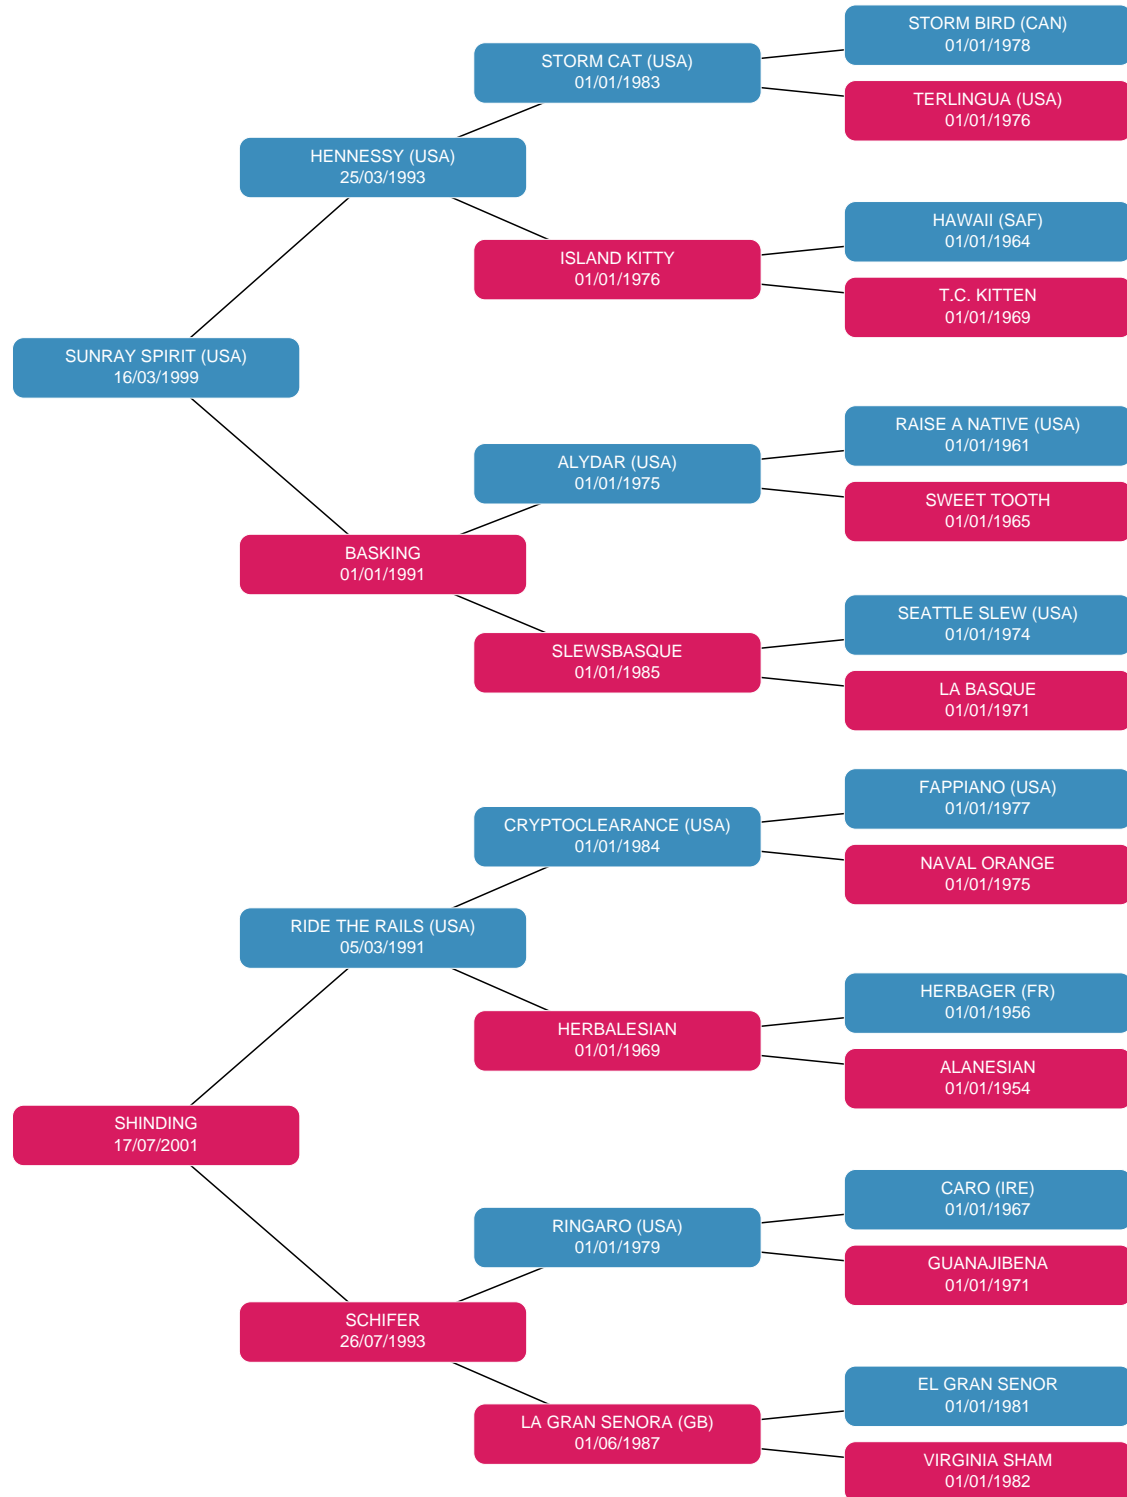 STORM BIRD (CAN)
01/01/1978
STORM CAT (USA)
01/01/1983
TERLINGUA (USA)
01/01/1976
HENNESSY (USA)
25/03/1993
HAWAII (SAF)
01/01/1964
ISLAND KITTY
01/01/1976
T.C. KITTEN
01/01/1969
SUNRAY SPIRIT (USA)
16/03/1999
RAISE A NATIVE (USA)
01/01/1961
ALYDAR (USA)
01/01/1975
SWEET TOOTH
01/01/1965
BASKING
01/01/1991
SEATTLE SLEW (USA)
01/01/1974
SLEWSBASQUE
01/01/1985
LA BASQUE
01/01/1971
FAPPIANO (USA)
01/01/1977
CRYPTOCLEARANCE (USA)
01/01/1984
NAVAL ORANGE
01/01/1975
RIDE THE RAILS (USA)
05/03/1991
HERBAGER (FR)
01/01/1956
HERBALESIAN
01/01/1969
ALANESIAN
01/01/1954
SHINDING
17/07/2001
CARO (IRE)
01/01/1967
RINGARO (USA)
01/01/1979
GUANAJIBENA
01/01/1971
SCHIFER
26/07/1993
EL GRAN SENOR
01/01/1981
LA GRAN SENORA (GB)
01/06/1987
VIRGINIA SHAM
01/01/1982